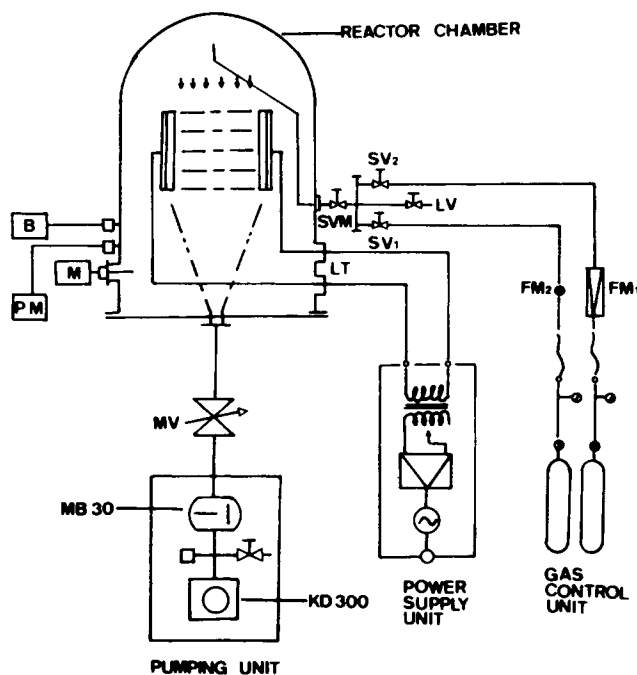 REACTOR CHAMBER
SV2
LV
SVM
SV1
B
M
PM
LT
FM2
FM1
MV
MB 30
KD 300
POWER
SUPPLY
UNIT
GAS
CONTROL
UNIT
PUMPING UNIT